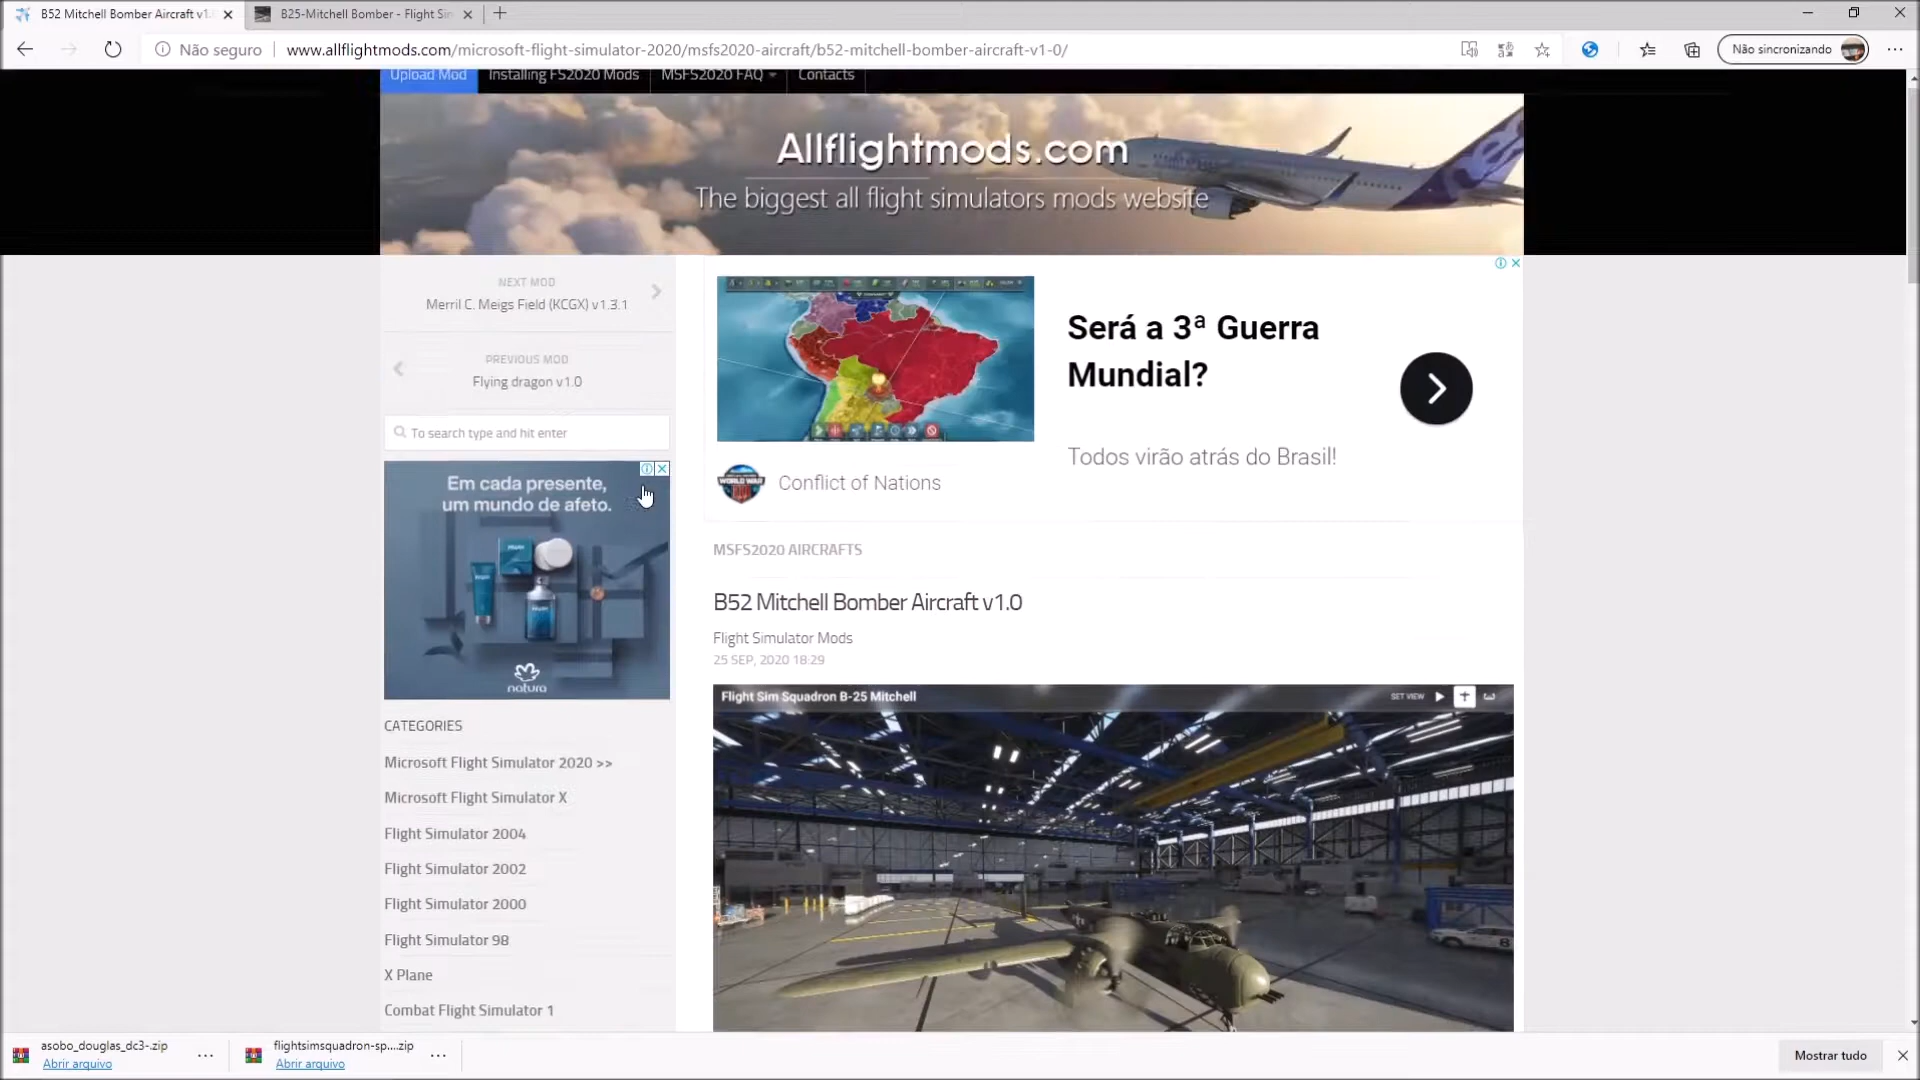 B52 Mitchell Bomber Aircraft v1.
B25-Mitchell Bomber - Flight Sin
Não seguro
www.allflightmods.com/microsoft-flight-simulator-2020/msfs2020-aircraft/b52-mitchell-bomber-aircraft-v1-0/
Não sincronizando
Upload Mod
Installing FS2020 Mods
MSFS2020 FAQ
Contacts
Allflightmods.com
The biggest all flight simulators mods website
NEXT MOD
Merril C. Meigs Field (KCGX) v1.3.1
PREVIOUS MOD
Flying dragon v1.0
To search type and hit enter
Em cada presente,
um mundo de afeto.
natura
CATEGORIES
Microsoft Flight Simulator 2020 >>
Microsoft Flight Simulator X
Flight Simulator 2004
Flight Simulator 2002
Flight Simulator 2000
Flight Simulator 98
X Plane
Combat Flight Simulator 1
Será a 3ª Guerra
Mundial?
Todos virão atrás do Brasil!
WORLD WAR
Conflict of Nations
MSFS2020 AIRCRAFTS
B52 Mitchell Bomber Aircraft v1.0
Flight Simulator Mods
25 SEP, 2020 18:29
Flight Sim Squadron B-25 Mitchell
SET VIEW
8
asobo_douglas_dc3-.zip
Abrir arquivo
flightsimsquadron-sp....zip
Abrir arquivo
Mostrar tudo